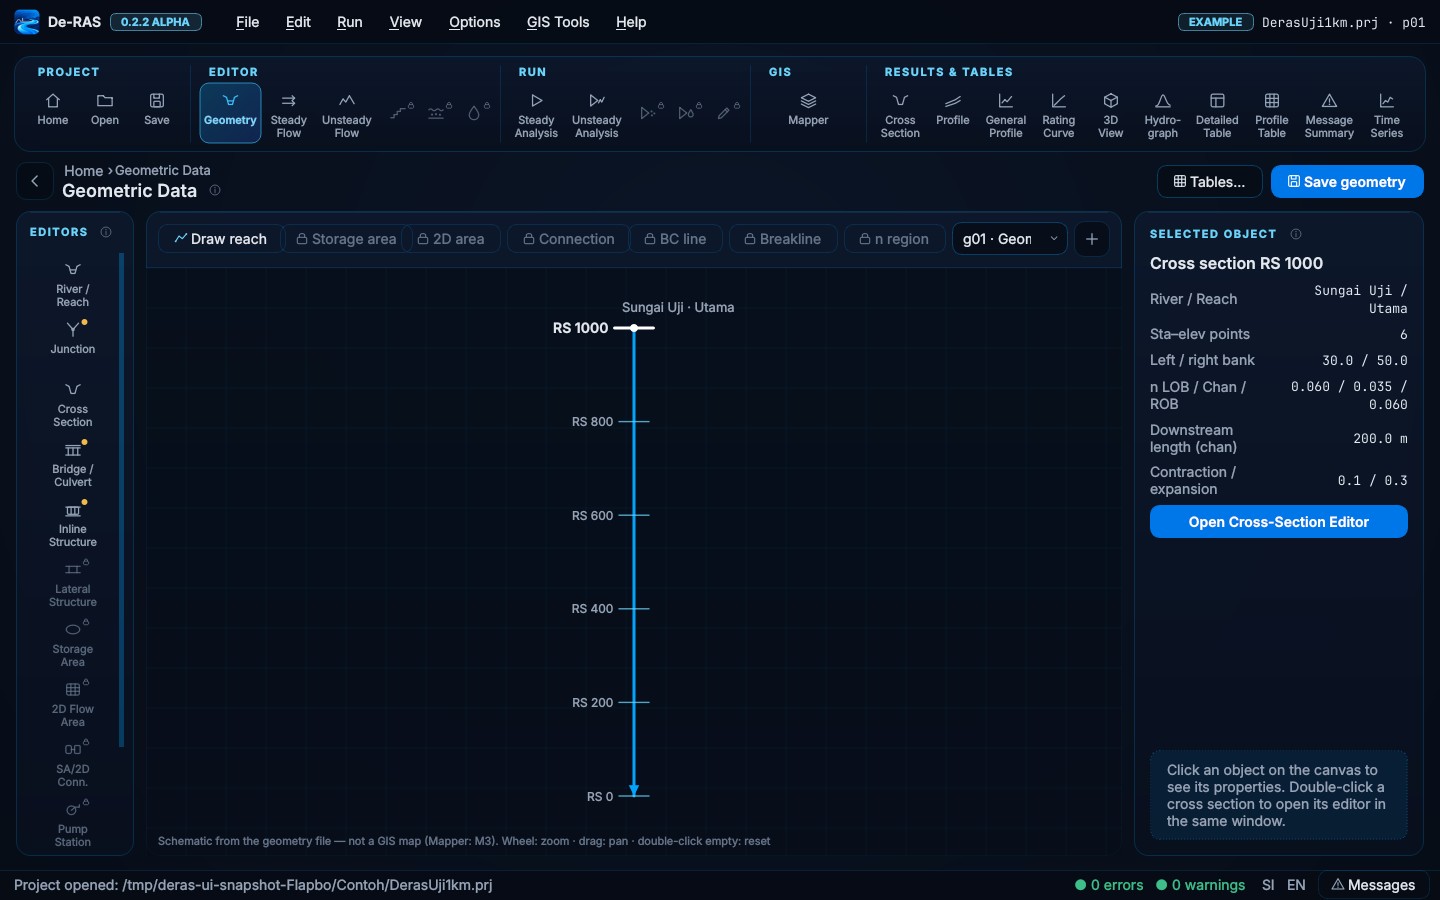 De-RAS 0.2.2 ALPHA File Edit Run View Options GIS Tools Help EXAMPLE DerasUji1km.prj · p01
PROJECT EDITOR RUN GIS RESULTS & TABLES
Home Open Save Geometry Steady Flow Unsteady Flow Steady Analysis Unsteady Analysis Mapper Cross Section Profile General Profile Rating Curve 3D View Hydro-graph Detailed Table Profile Table Message Summary Time Series
Home › Geometric Data
Geometric Data
Tables... Save geometry
EDITORS
River / Reach
Junction
Cross Section
Bridge / Culvert
Inline Structure
Lateral Structure
Storage Area
2D Flow Area
SA/2D Conn.
Pump Station
Draw reach Storage area 2D area Connection BC line Breakline n region g01 · Geon
Sungai Uji · Utama
RS 1000
RS 800
RS 600
RS 400
RS 200
RS 0
Schematic from the geometry file — not a GIS map (Mapper: M3). Wheel: zoom · drag: pan · double-click empty: reset
SELECTED OBJECT
Cross section RS 1000
River / Reach Sungai Uji / Utama
Sta–elev points 6
Left / right bank 30.0 / 50.0
n LOB / Chan / ROB 0.060 / 0.035 / 0.060
Downstream length (chan) 200.0 m
Contraction / expansion 0.1 / 0.3
Open Cross-Section Editor
Click an object on the canvas to
see its properties. Double-click a
cross section to open its editor in
the same window.
Project opened: /tmp/deras-ui-snapshot-Flapbo/Contoh/DerasUji1km.prj 0 errors 0 warnings SI EN Messages